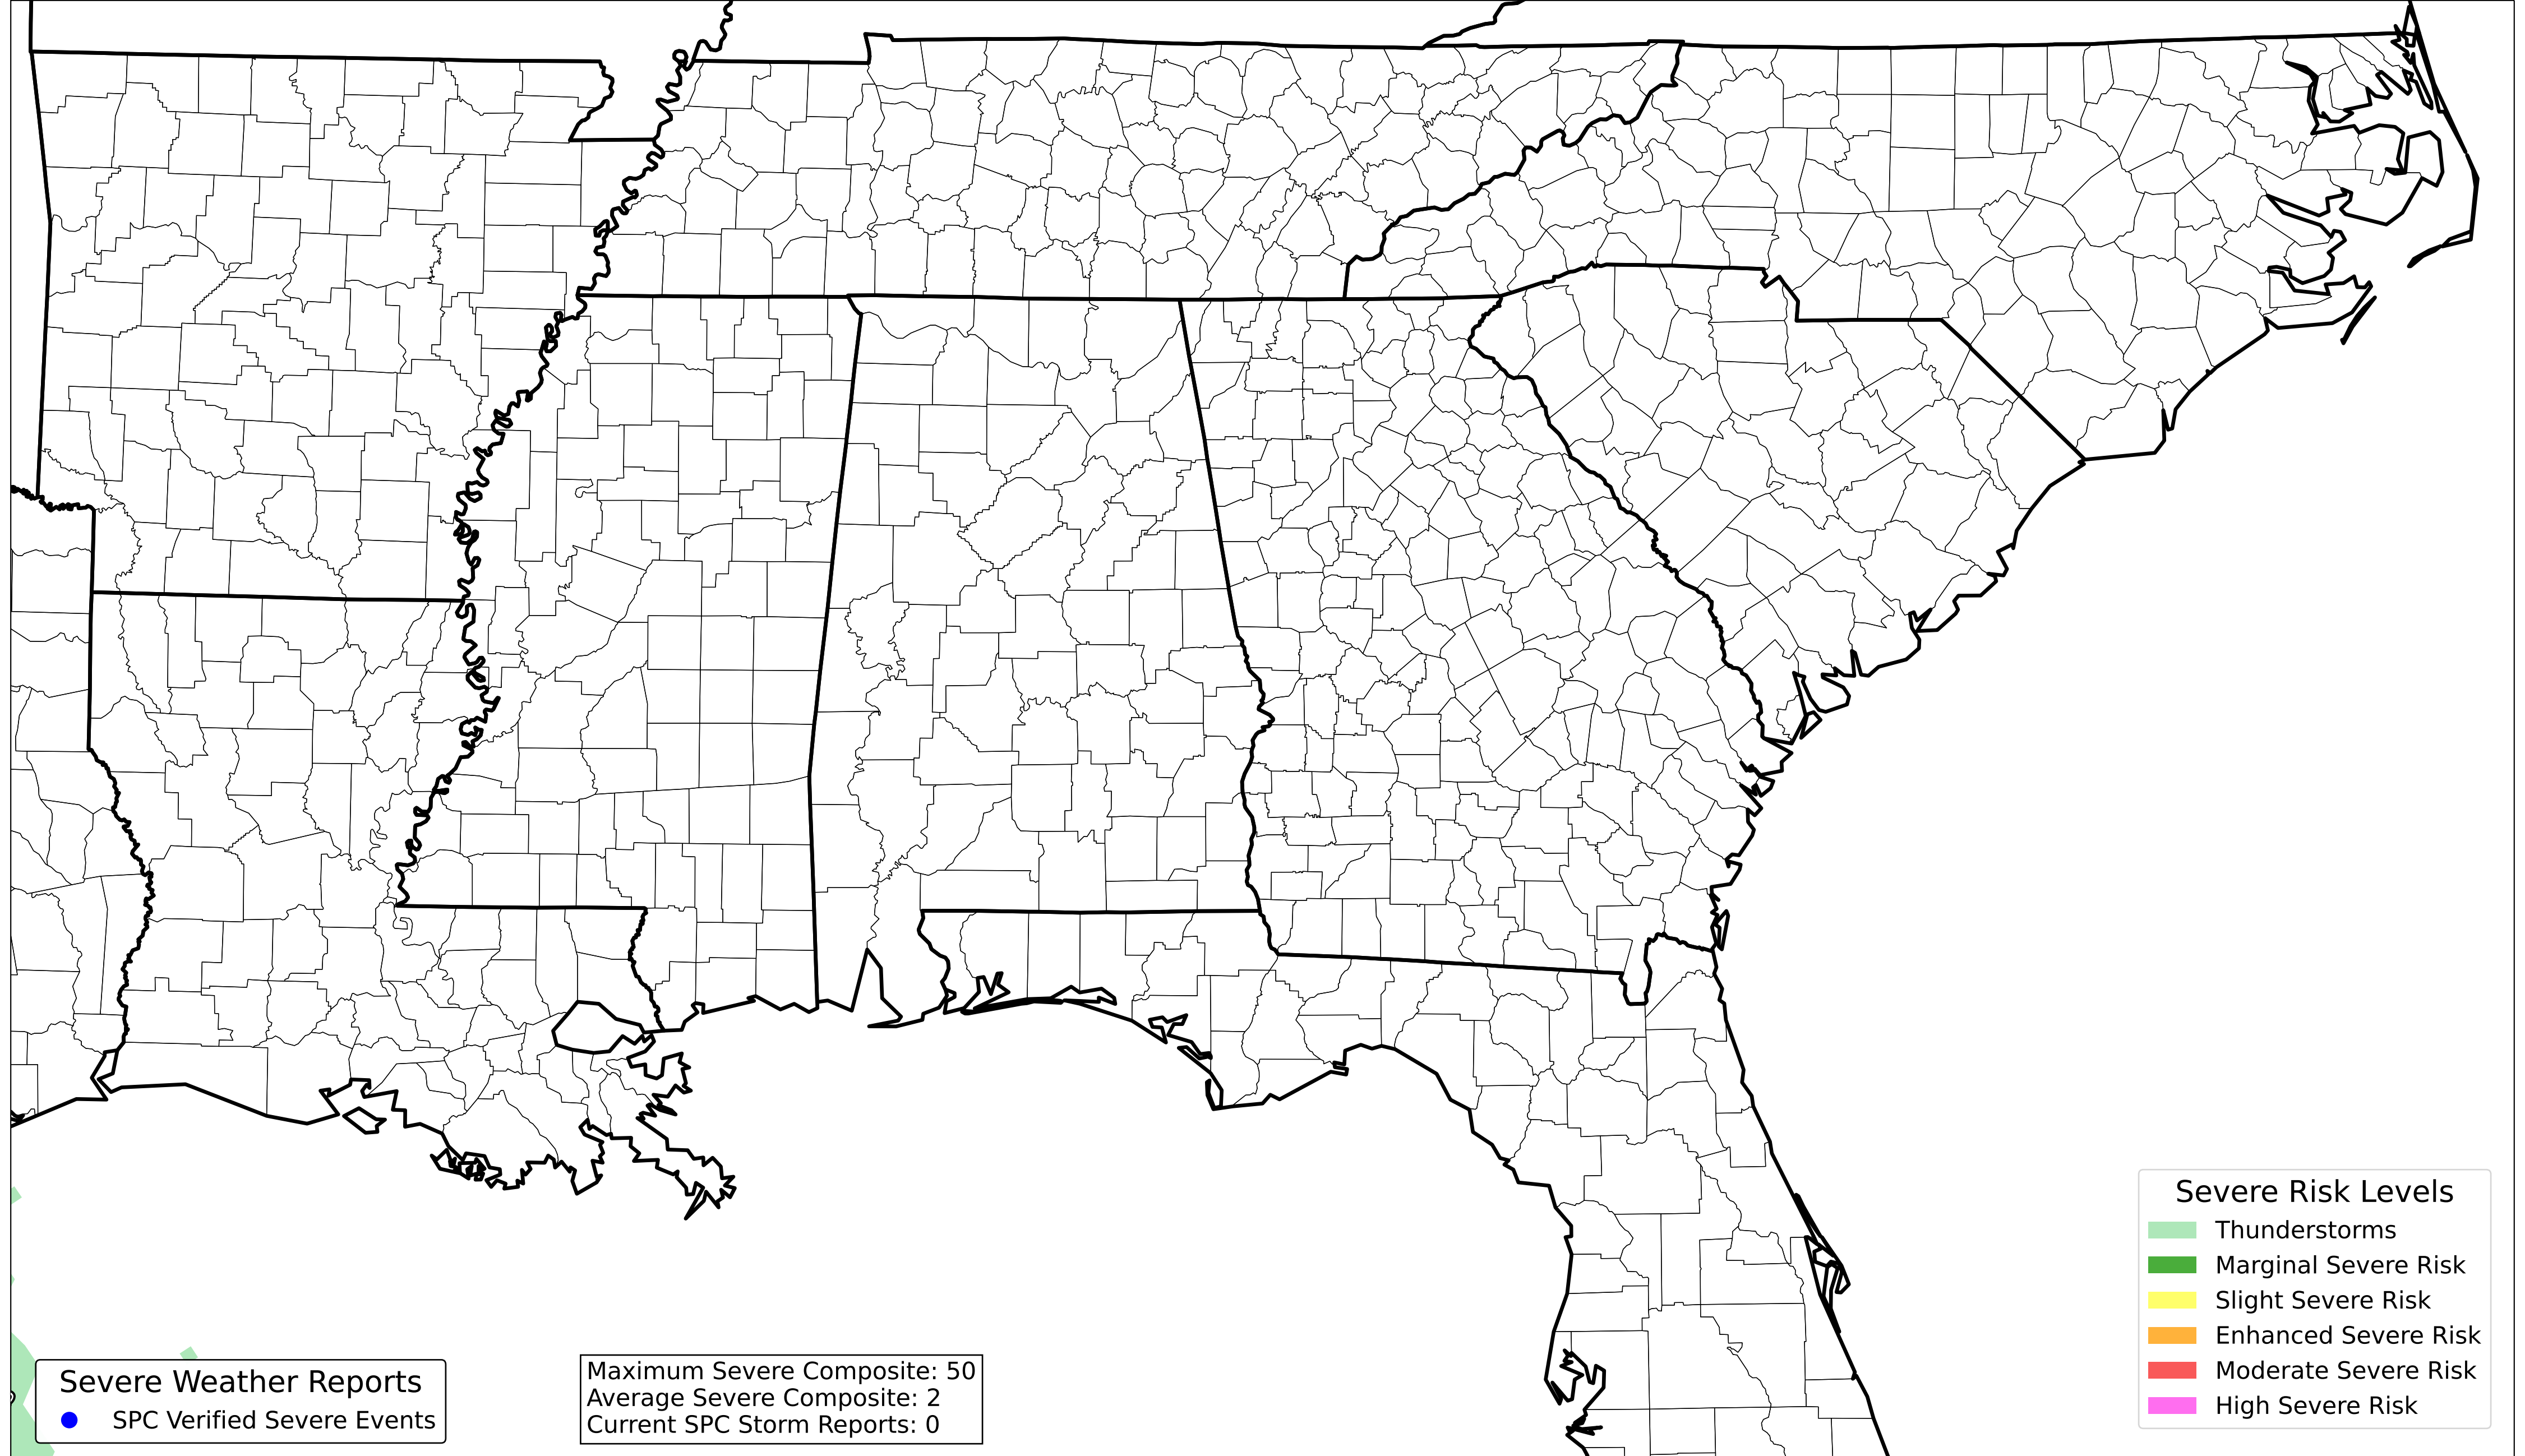 Severe Weather Reports
SPC Verified Severe Events
Maximum Severe Composite: 50
Average Severe Composite: 2
Current SPC Storm Reports: 0
Severe Risk Levels
Thunderstorms
Marginal Severe Risk
Slight Severe Risk
Enhanced Severe Risk
Moderate Severe Risk
High Severe Risk